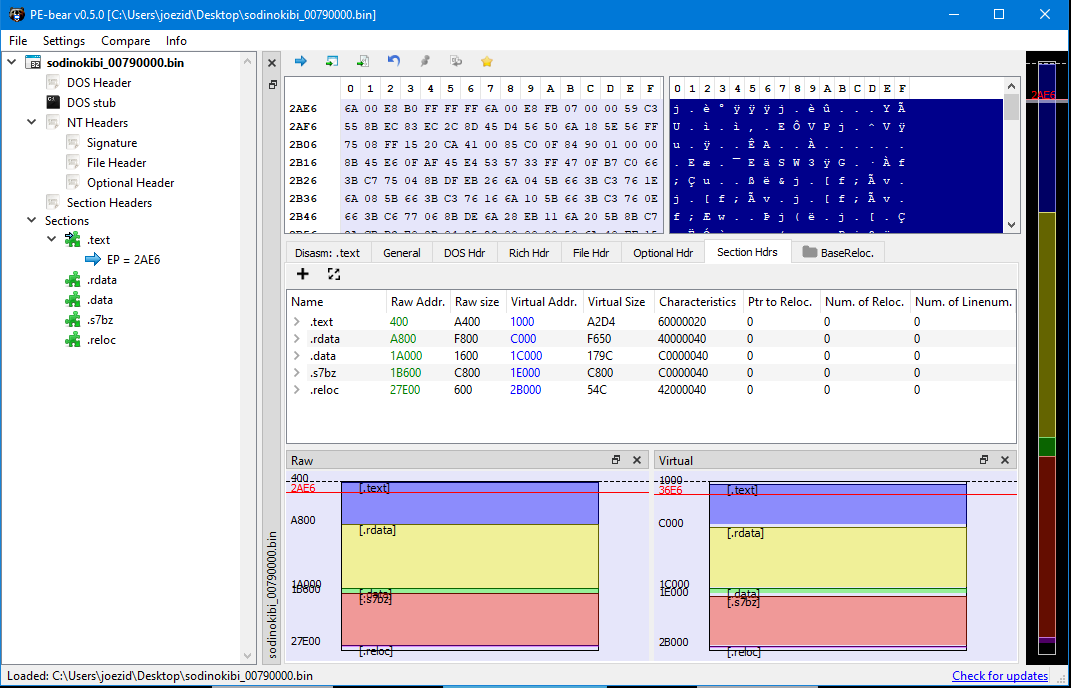 PE-bear v0.5.0 [C:\Users\joezid\Desktop\sodinokibi_00790000.bin]
File Settings Compare Info
sodinokibi_00790000.bin
DOS Header
DOS stub
NT Headers
Signature
File Header
Optional Header
Section Headers
Sections
.text
EP = 2AE6
.rdata
.data
.s7bz
.reloc
sodinokibi_00790000.bin
0 1 2 3 4 5 6 7 8 9 A B C D E F
2AE6 6A 00 E8 B0 FF FF FF 6A 00 E8 FB 07 00 00 59 C3
2AF6 55 8B EC 83 EC 2C 8D 45 D4 56 50 6A 18 5E 56 FF
2B06 75 08 FF 15 20 CA 41 00 85 C0 0F 84 90 01 00 00
2B16 8B 45 E6 0F AF 45 E4 53 57 33 FF 47 0F B7 C0 66
2B26 3B C7 75 04 8B DF EB 26 6A 04 5B 66 3B C3 76 1E
2B36 6A 08 5B 66 3B C3 76 16 6A 10 5B 66 3B C3 76 0E
2B46 66 3B C6 77 06 8B DE 6A 28 EB 11 6A 20 5B 8B C7
0 1 2 3 4 5 6 7 8 9 A B C D E F
j . è ° ÿ ÿ ÿ j . è û . . . Y Ã
U . ì . ì , . E Ô V P j . ^ V ÿ
u . ÿ . . Ê A . . À . . . . . .
. E æ . ¯ E ä S W 3 ÿ G . · À f
; Ç u . . ß ë & j . [ f ; Ã v .
j . [ f ; Ã v . j . [ f ; Ã v .
f ; Æ w . . Þ j ( ë . j . [ . Ç
Disasm: .text General DOS Hdr Rich Hdr File Hdr Optional Hdr Section Hdrs BaseReloc.
Name Raw Addr. Raw size Virtual Addr. Virtual Size Characteristics Ptr to Reloc. Num. of Reloc. Num. of Linenum.
.text 400 A400 1000 A2D4 60000020 0 0 0
.rdata A800 F800 C000 F650 40000040 0 0 0
.data 1A000 1600 1C000 179C C0000040 0 0 0
.s7bz 1B600 C800 1E000 C800 C0000040 0 0 0
.reloc 27E00 600 2B000 54C 42000040 0 0 0
Raw
400
2AE6
[.text]
A800
[.rdata]
1A000
1B600
[.data]
[.s7bz]
27E00
[.reloc]
Virtual
1000
36E6
[.text]
C000
[.rdata]
1C000
1E000
[.data]
[.s7bz]
2B000
[.reloc]
2AE6
Loaded: C:\Users\joezid\Desktop\sodinokibi_00790000.bin
Check for updates